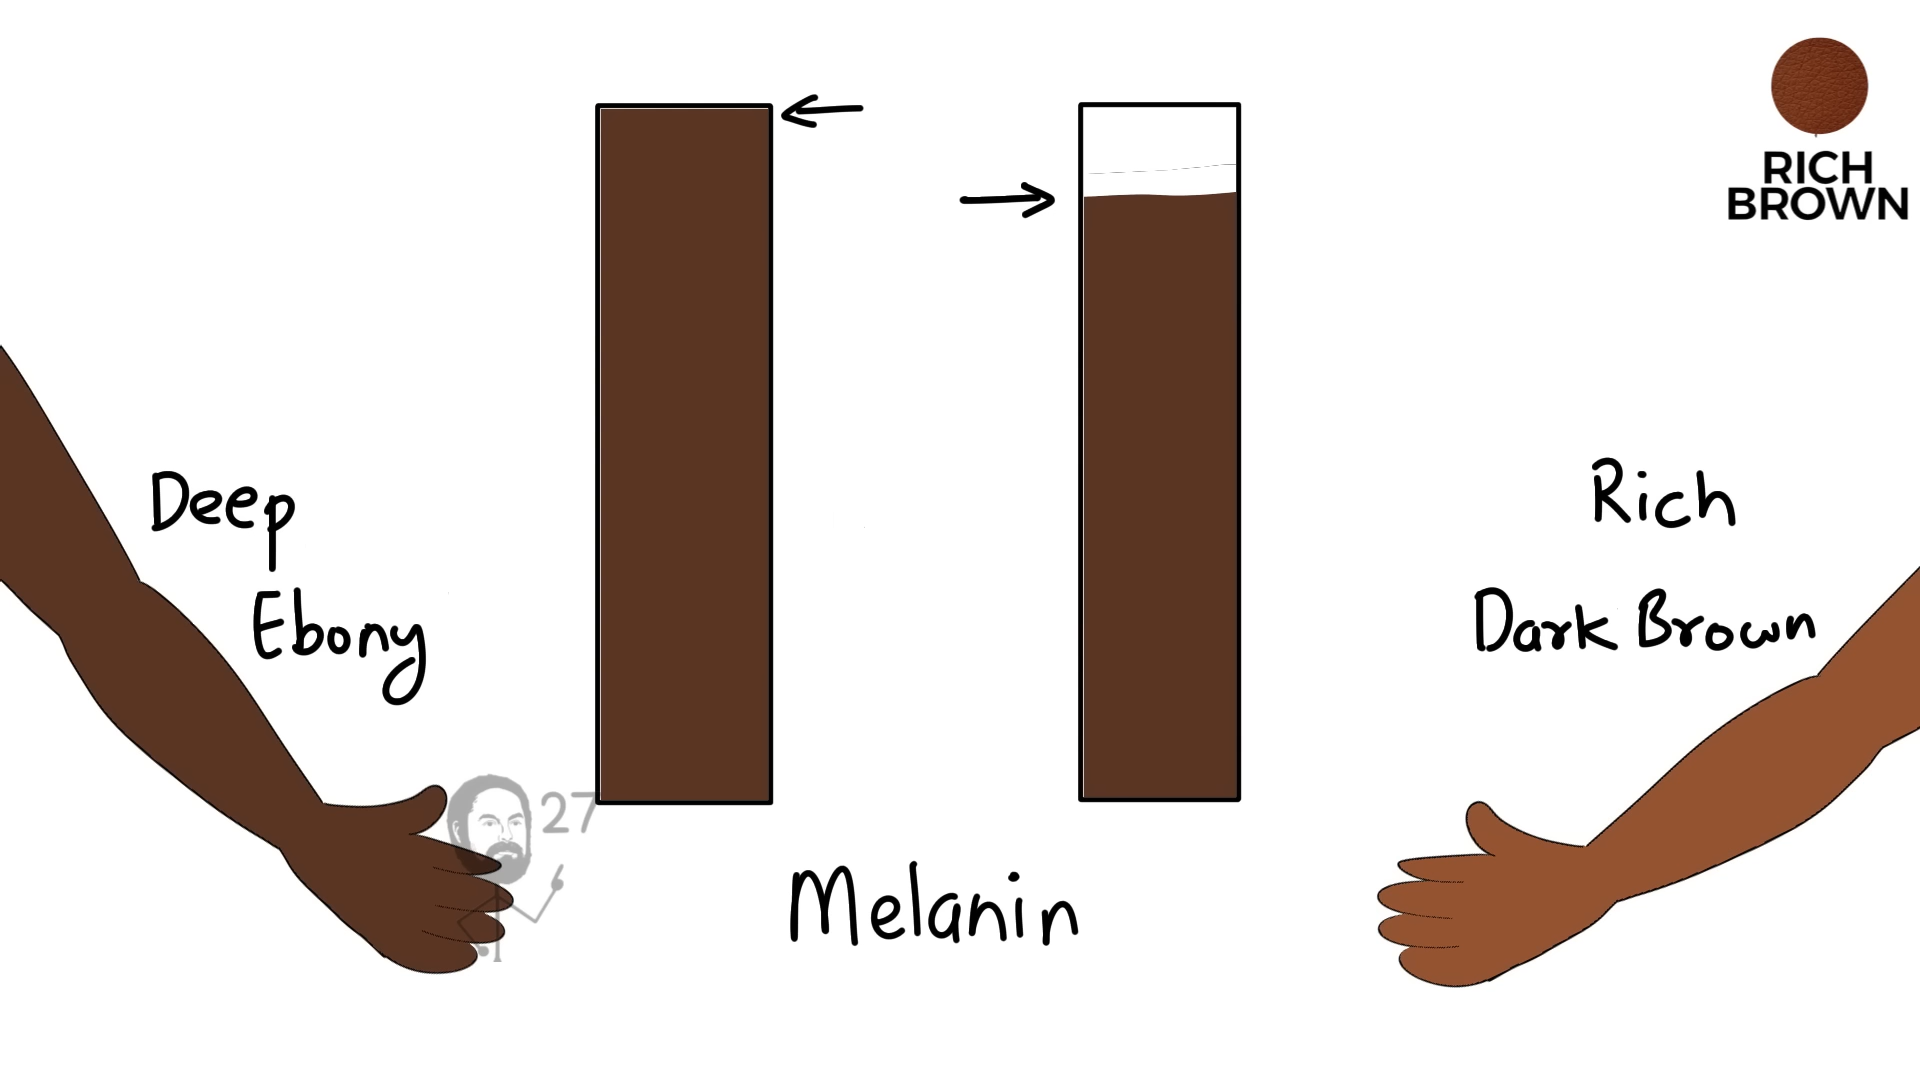 RICH
BROWN
Deep
Ebony
Rich
Dark Brown
27
Melanin